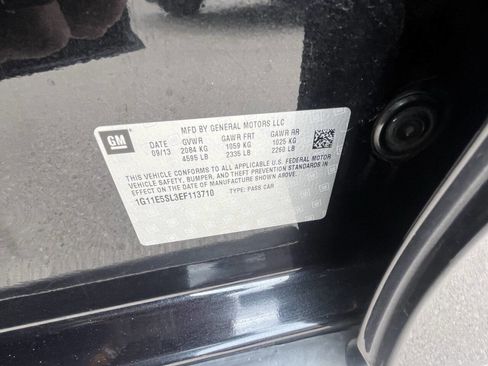 MFD BY GENERAL MOTORS LLC
GM
DATE GVWR GAWR FRT GAWR RR
09/13 2084 KG 1059 KG 1025 KG
4595 LB 2335 LB 2260 LB
THIS VEHICLE CONFORMS TO ALL APPLICABLE U.S. FEDERAL MOTOR
VEHICLE SAFETY, BUMPER, AND THEFT PREVENTION STANDARDS
IN EFFECT ON THE DATE OF MANUFACTURE SHOWN ABOVE.
1G11E5SL3EF113710 TYPE: PASS CAR